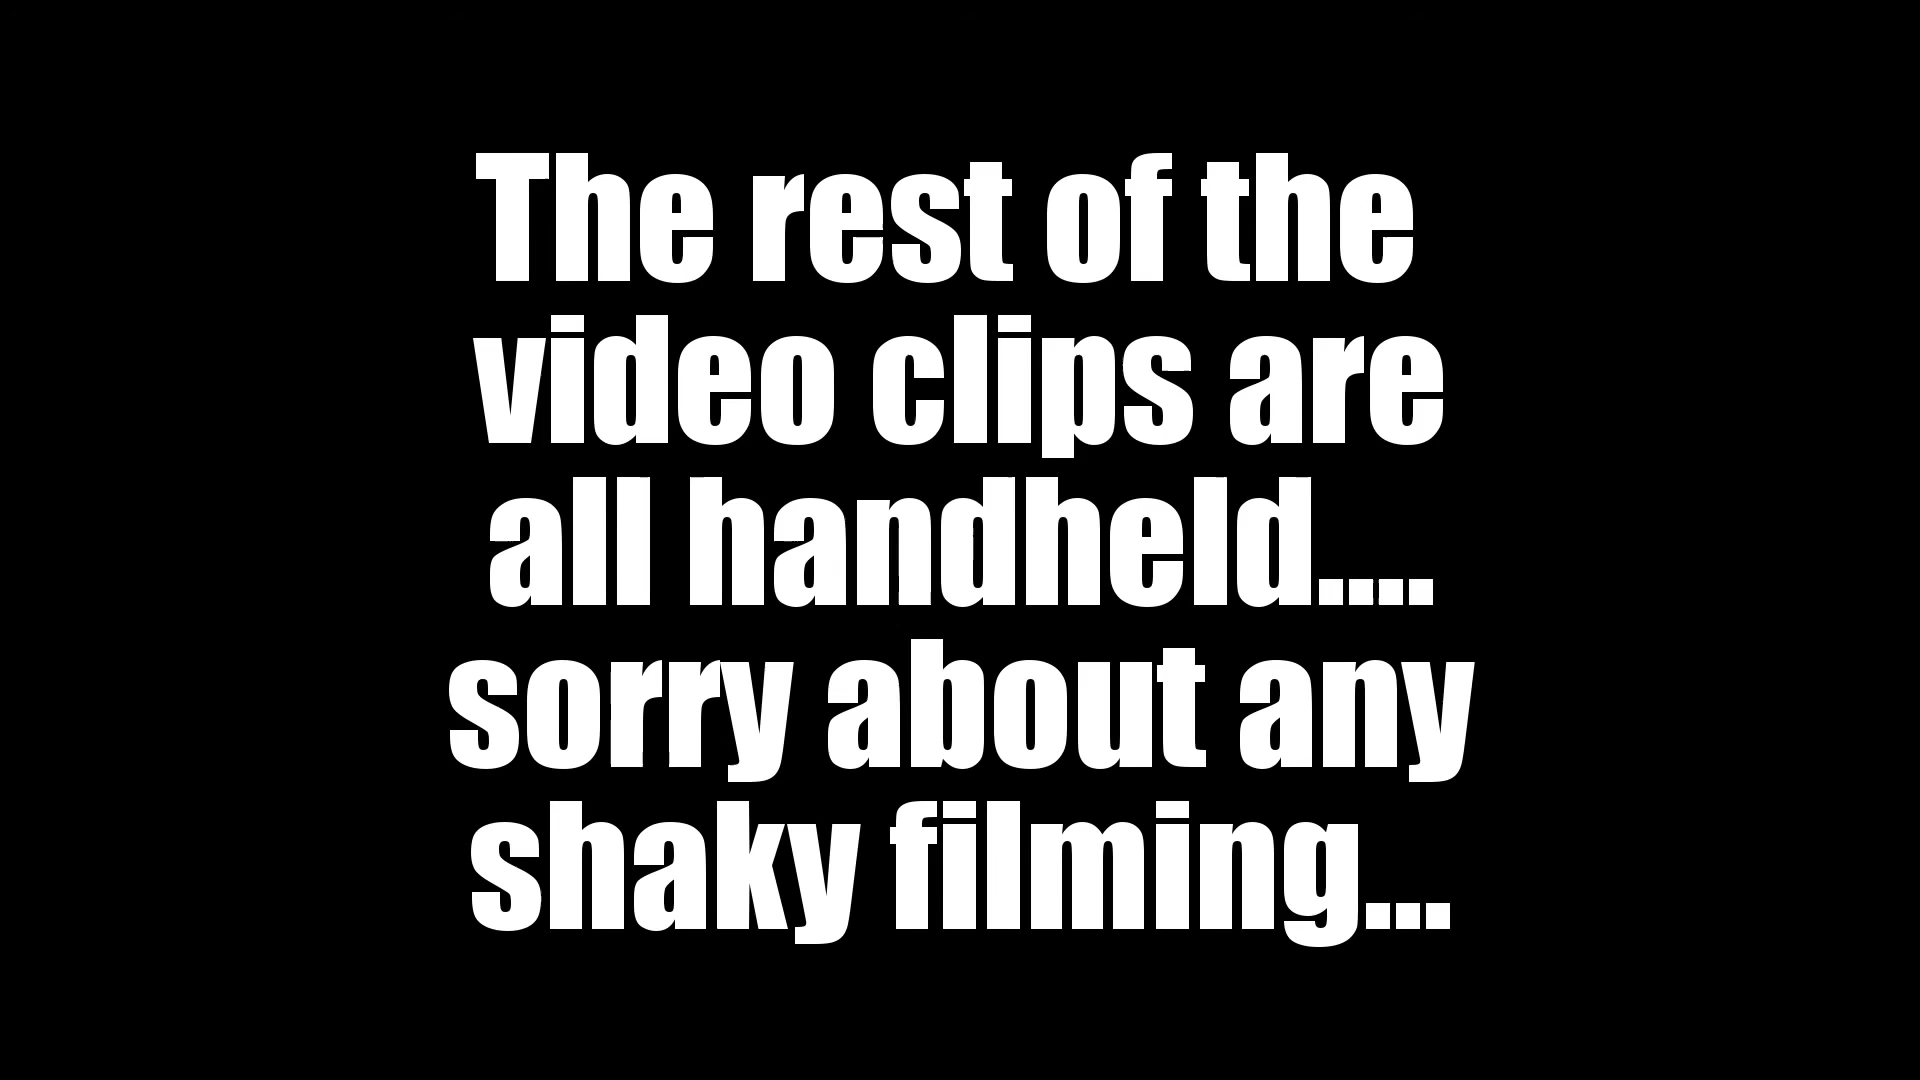 The rest of the
video clips are
all handheld....
sorry about any
shaky filming...